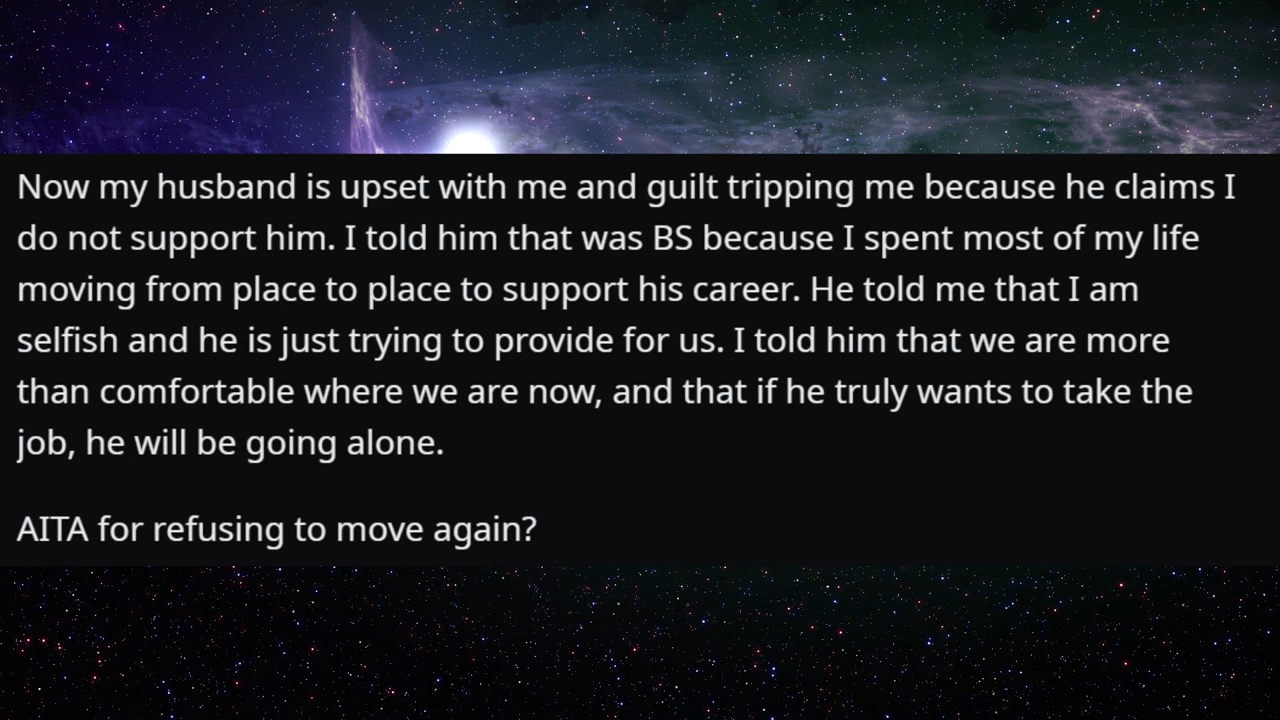 Now my husband is upset with me and guilt tripping me because he claims I
do not support him. I told him that was BS because I spent most of my life
moving from place to place to support his career. He told me that I am
selfish and he is just trying to provide for us. I told him that we are more
than comfortable where we are now, and that if he truly wants to take the
job, he will be going alone.
AITA for refusing to move again?